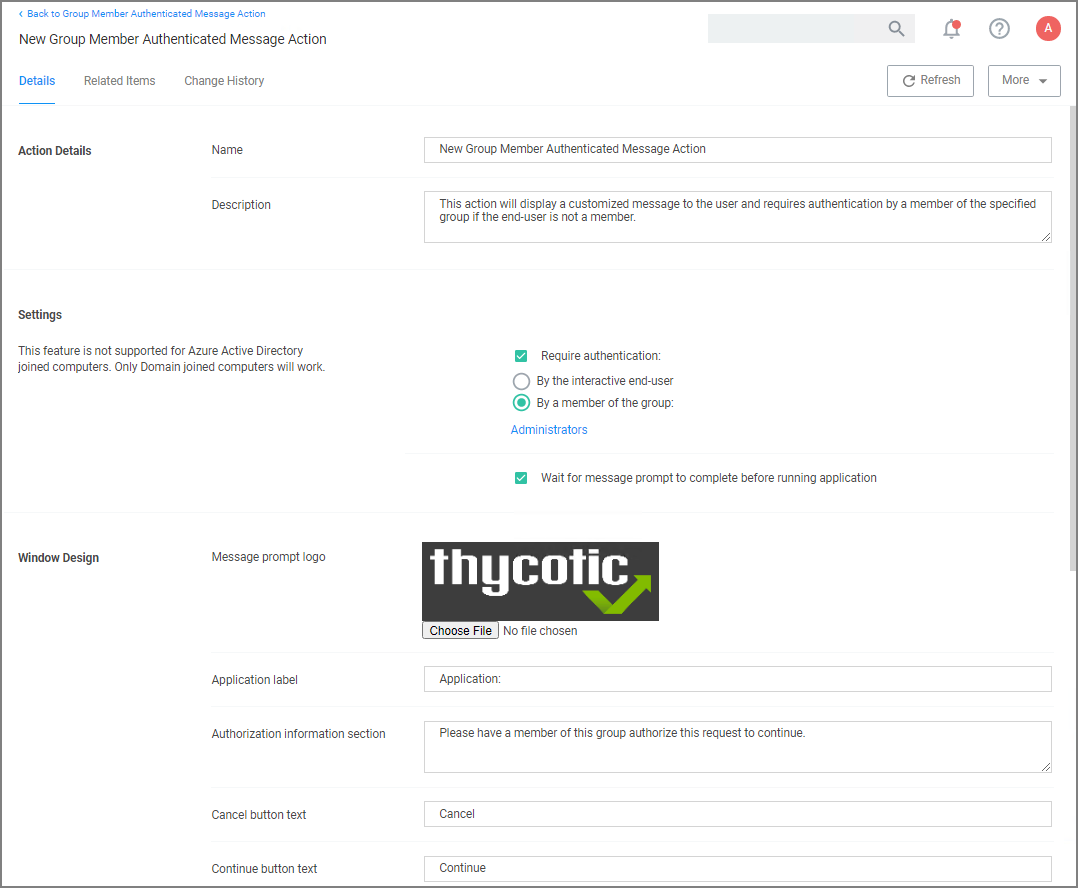 ‹ Back to Group Member Authenticated Message Action
New Group Member Authenticated Message Action
A
Details
Related Items
Change History
Refresh
More
Action Details
Name
New Group Member Authenticated Message Action
Description
This action will display a customized message to the user and requires authentication by a member of the specified
group if the end-user is not a member.
Settings
This feature is not supported for Azure Active Directory
joined computers. Only Domain joined computers will work.
Require authentication:
By the interactive end-user
By a member of the group:
Administrators
Wait for message prompt to complete before running application
Window Design
Message prompt logo
thycotic
Choose File No file chosen
Application label
Application:
Authorization information section
Please have a member of this group authorize this request to continue.
Cancel button text
Cancel
Continue button text
Continue